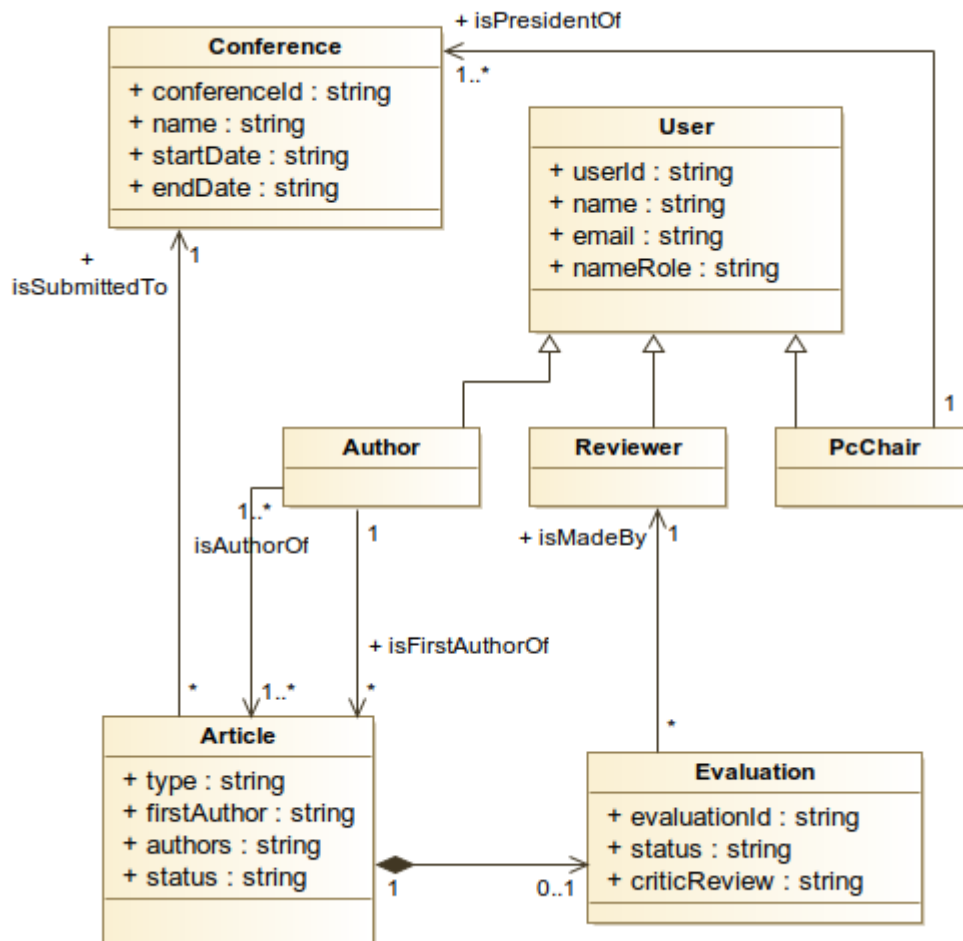 + isPresidentOf
1..*
Conference
+ conferenceId : string
+ name : string
+ startDate : string
+ endDate : string
User
+ userId : string
+ name : string
+ email : string
+ nameRole : string
+
isSubmittedTo
1
1
Author
Reviewer
PcChair
1..*
isAuthorOf
1
+ isMadeBy
1
+ isFirstAuthorOf
*
1..*
*
*
Article
+ type : string
+ firstAuthor : string
+ authors : string
+ status : string
Evaluation
+ evaluationId : string
+ status : string
+ criticReview : string
1
0..1